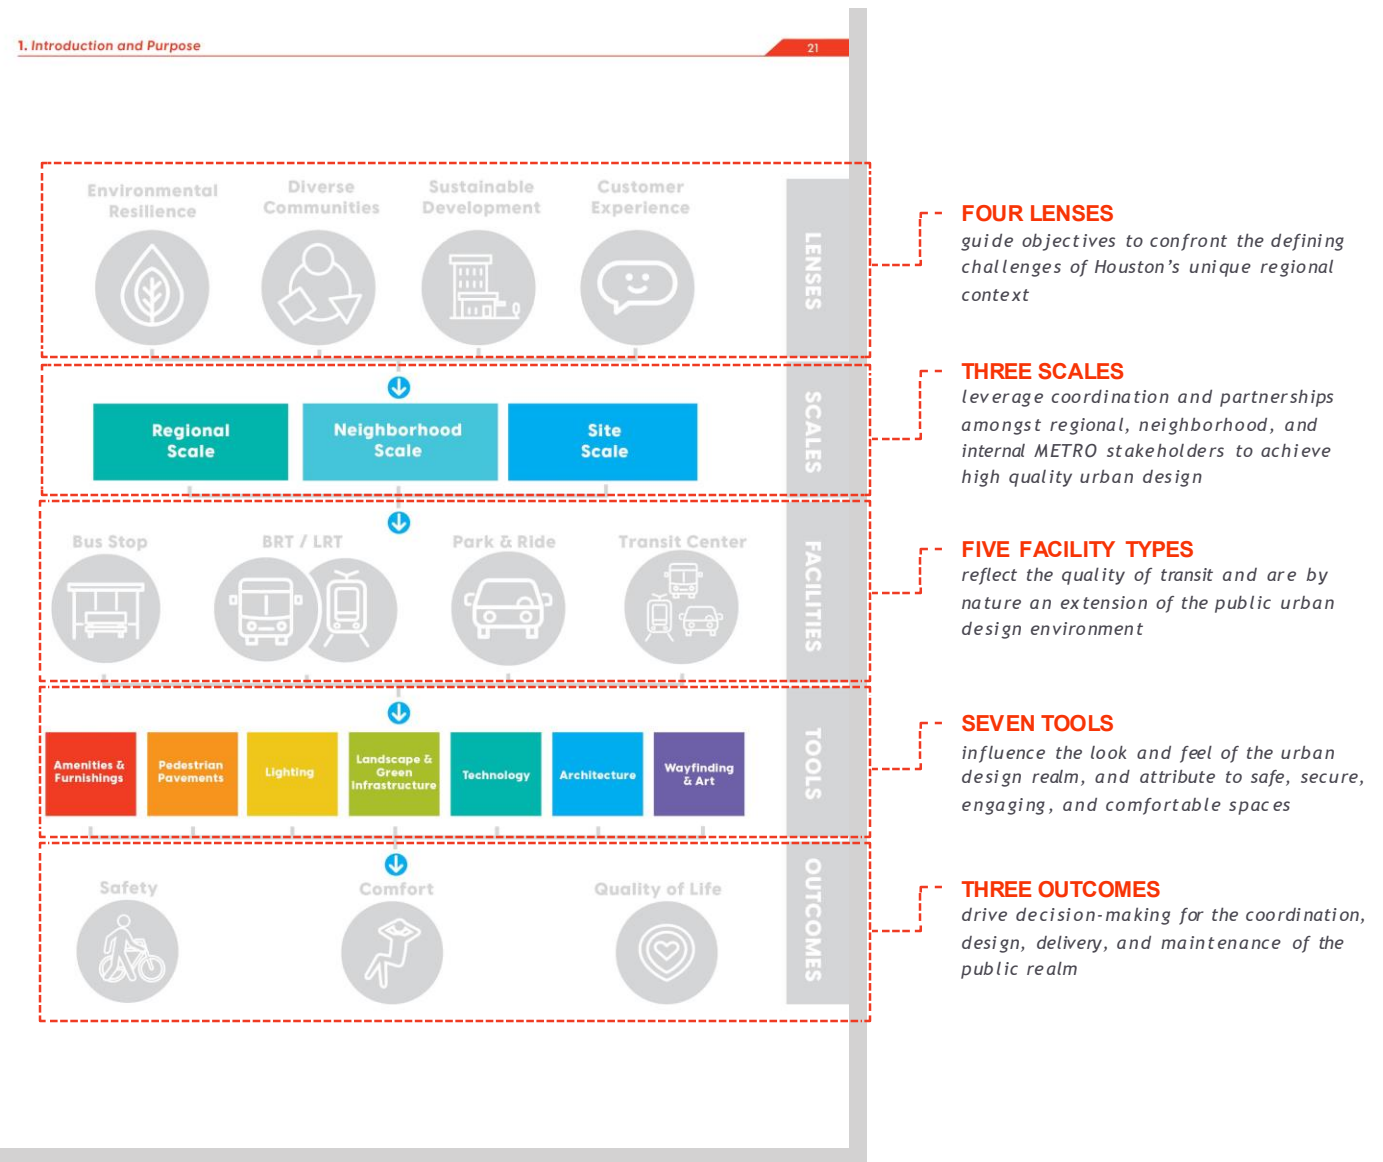 1. Introduction and Purpose
21
Environmental
Resilience
Diverse
Communities
Sustainable
Development
Customer
Experience
LENSES
FOUR LENSES
guide objectives to confront the defining
challenges of Houston’s unique regional
context
Regional
Scale
Neighborhood
Scale
Site
Scale
SCALES
THREE SCALES
leverage coordination and partnerships
amongst regional, neighborhood, and
internal METRO stakeholders to achieve
high quality urban design
Bus Stop
BRT / LRT
Park & Ride
Transit Center
FACILITIES
FIVE FACILITY TYPES
reflect the quality of transit and are by
nature an extension of the public urban
design environment
Amenities &
Furnishings
Pedestrian
Pavements
Lighting
Landscape &
Green
Infrastructure
Technology
Architecture
Wayfinding
& Art
TOOLS
SEVEN TOOLS
influence the look and feel of the urban
design realm, and attribute to safe, secure,
engaging, and comfortable spaces
Safety
Comfort
Quality of Life
OUTCOMES
THREE OUTCOMES
drive decision-making for the coordination,
design, delivery, and maintenance of the
public realm